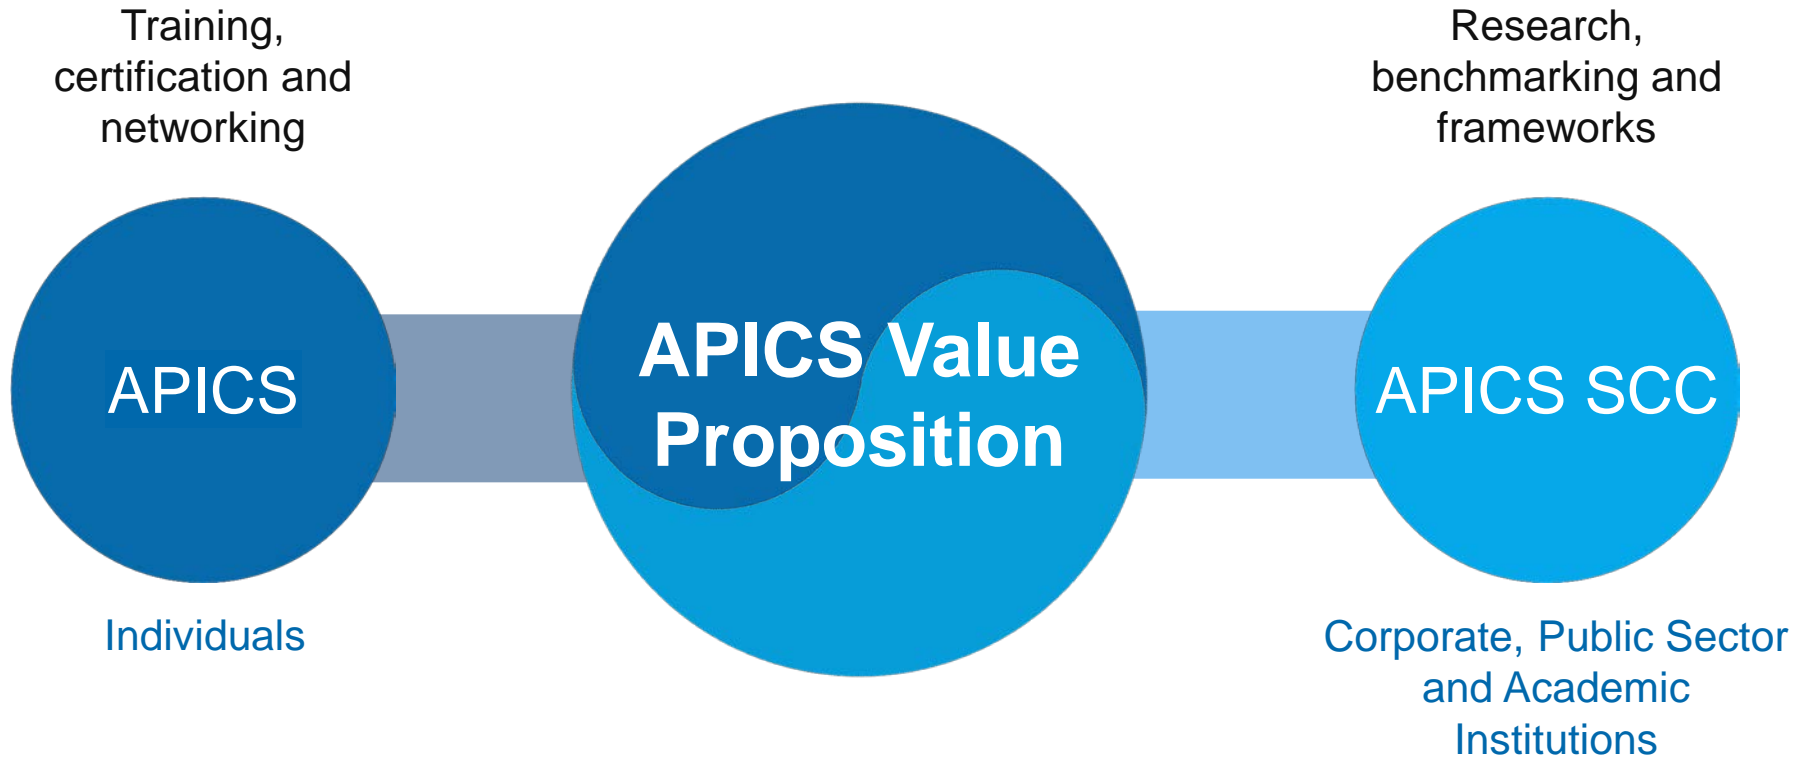 Training,
certification and
networking
APICS
Individuals
APICS Value
Proposition
Research,
benchmarking and
frameworks
APICS SCC
Corporate, Public Sector
and Academic
Institutions